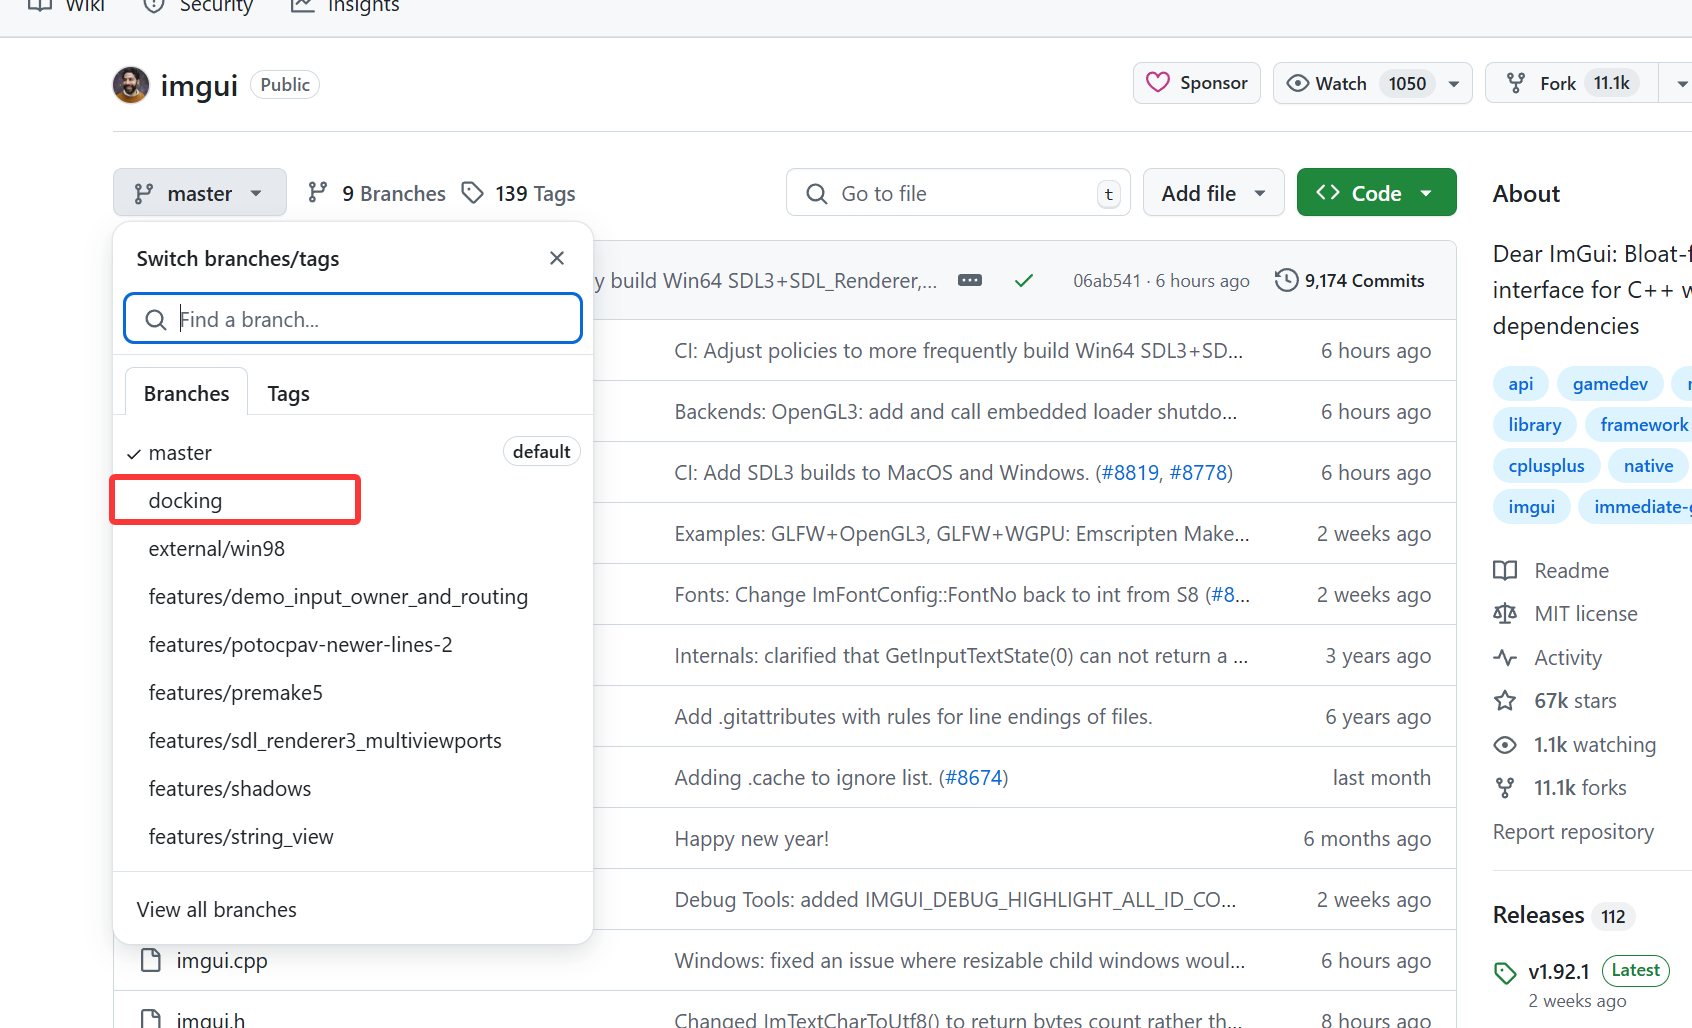 Wiki
Security
Insights
imgui
Public
Sponsor
Watch 1050
Fork 11.1k
master
9 Branches
139 Tags
Go to file
t
Add file
Code
Switch branches/tags
Find a branch...
Branches
Tags
master
default
docking
external/win98
features/demo_input_owner_and_routing
features/potocpav-newer-lines-2
features/premake5
features/sdl_renderer3_multiviewports
features/shadows
features/string_view
View all branches
y build Win64 SDL3+SDL_Renderer,...
06ab541 · 6 hours ago
9,174 Commits
CI: Adjust policies to more frequently build Win64 SDL3+SD...
6 hours ago
Backends: OpenGL3: add and call embedded loader shutdo...
6 hours ago
CI: Add SDL3 builds to MacOS and Windows. (#8819, #8778)
6 hours ago
Examples: GLFW+OpenGL3, GLFW+WGPU: Emscripten Make...
2 weeks ago
Fonts: Change ImFontConfig::FontNo back to int from S8 (#8...
2 weeks ago
Internals: clarified that GetInputTextState(0) can not return a ...
3 years ago
Add .gitattributes with rules for line endings of files.
6 years ago
Adding .cache to ignore list. (#8674)
last month
Happy new year!
6 months ago
Debug Tools: added IMGUI_DEBUG_HIGHLIGHT_ALL_ID_CO...
2 weeks ago
imgui.cpp
Windows: fixed an issue where resizable child windows woul...
6 hours ago
imgui.h
Changed ImTextCharToUtf8() to return bytes count rather th...
8 hours ago
About
Dear ImGui: Bloat-f
interface for C++ w
dependencies
api
gamedev
library
framework
cplusplus
native
imgui
immediate-g
Readme
MIT license
Activity
67k stars
1.1k watching
11.1k forks
Report repository
Releases 112
v1.92.1
Latest
2 weeks ago